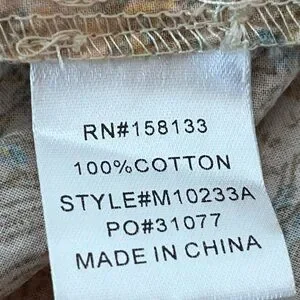 RN#158133
100%COTTON
STYLE#M10233A
PO#31077
MADE IN CHINA